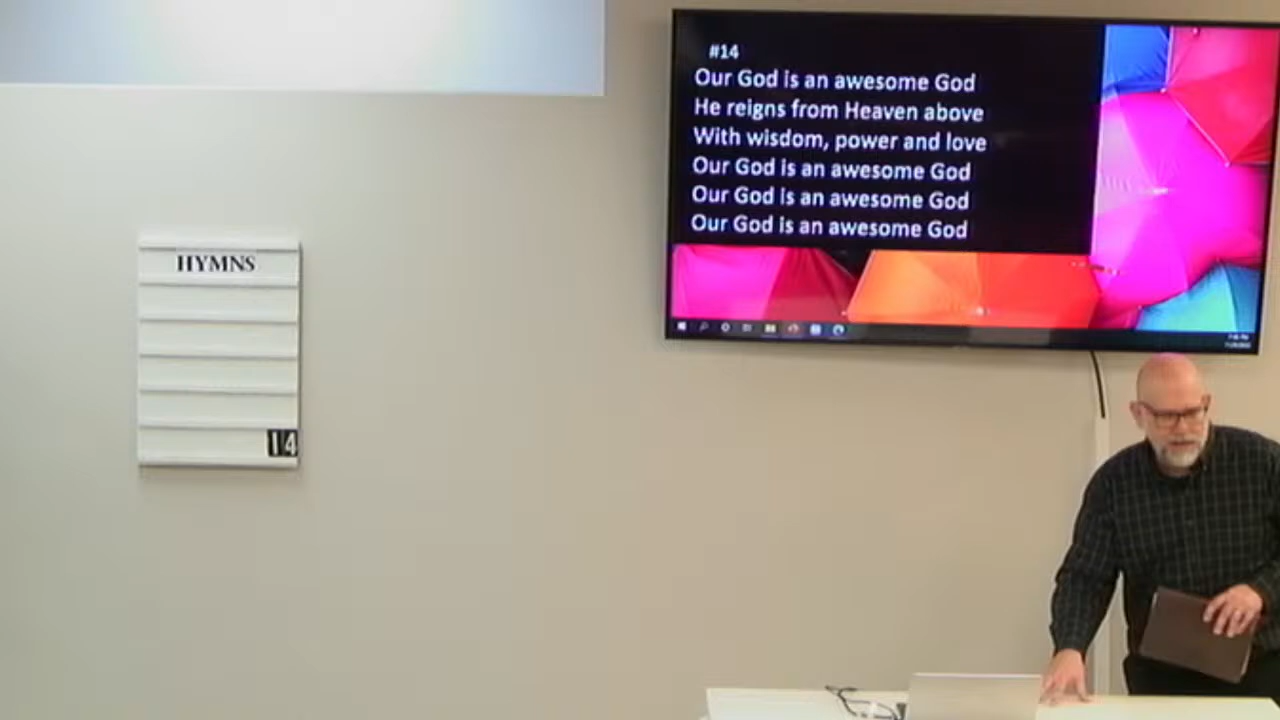 #14
Our God is an awesome God
He reigns from Heaven above
With wisdom, power and love
Our God is an awesome God
Our God is an awesome God
Our God is an awesome God
HYMNS
14